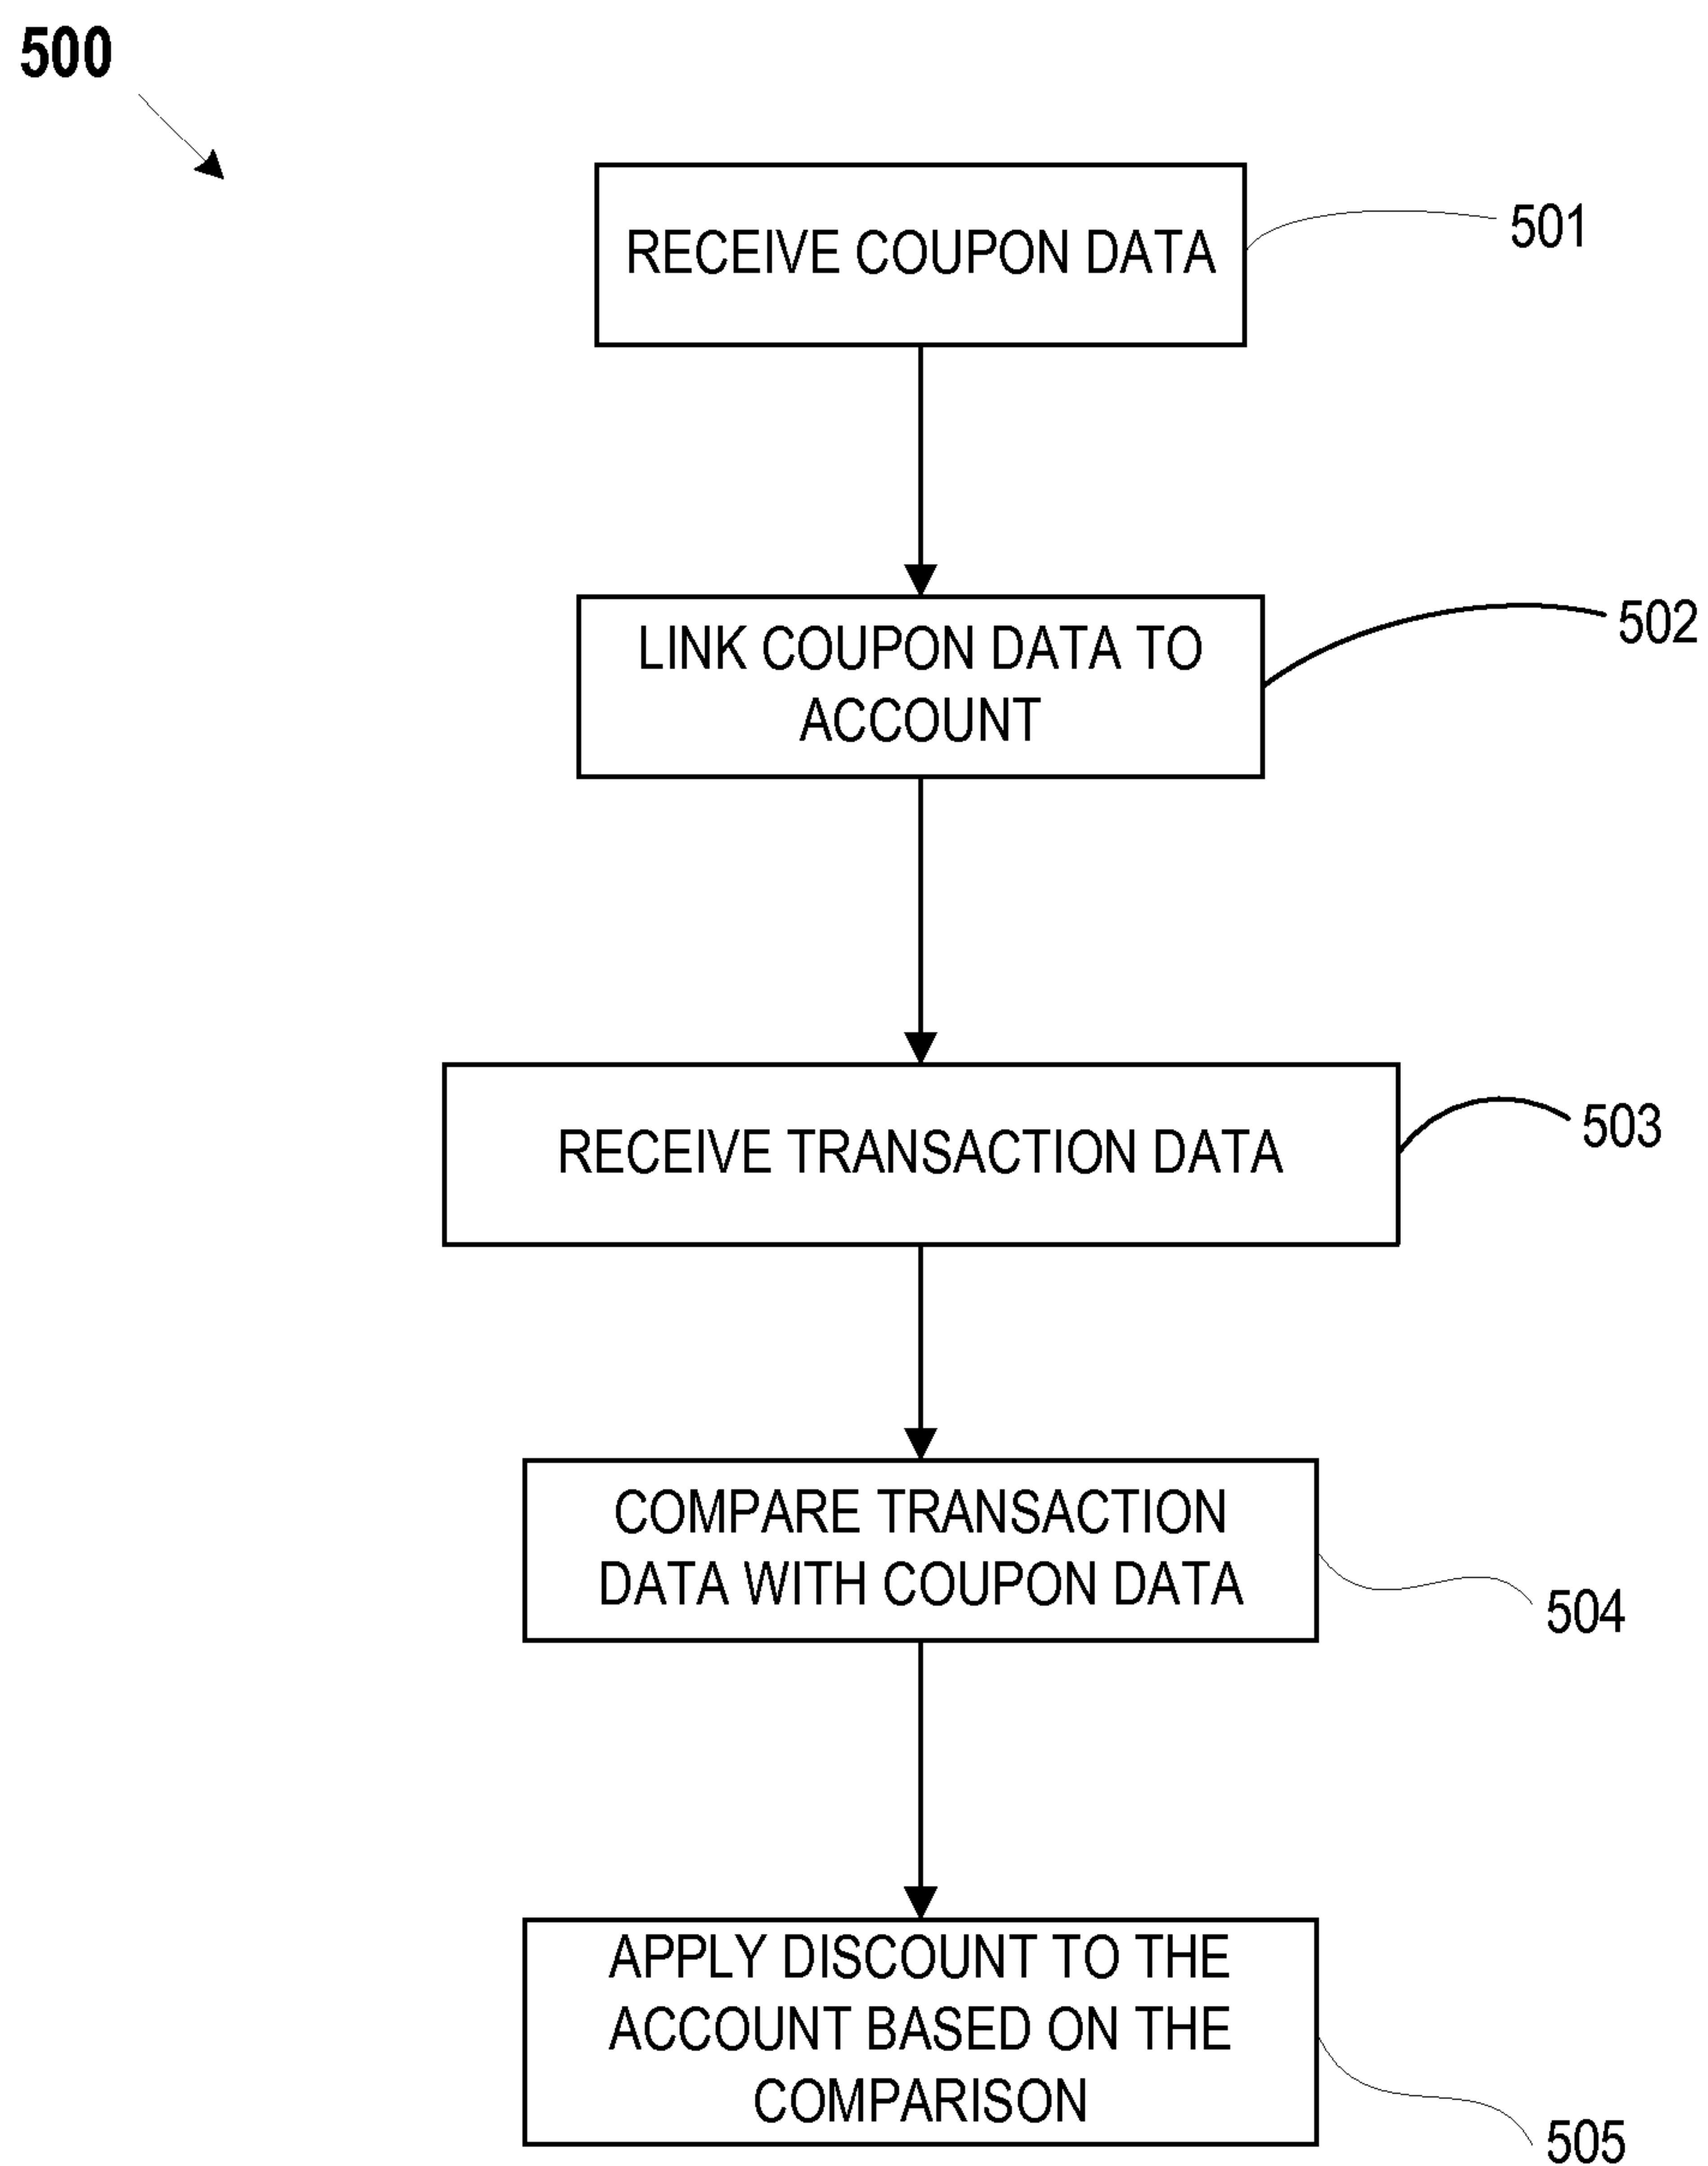 500
RECEIVE COUPON DATA
501
LINK COUPON DATA TO
ACCOUNT
502
RECEIVE TRANSACTION DATA
503
COMPARE TRANSACTION
DATA WITH COUPON DATA
504
APPLY DISCOUNT TO THE
ACCOUNT BASED ON THE
COMPARISON
505